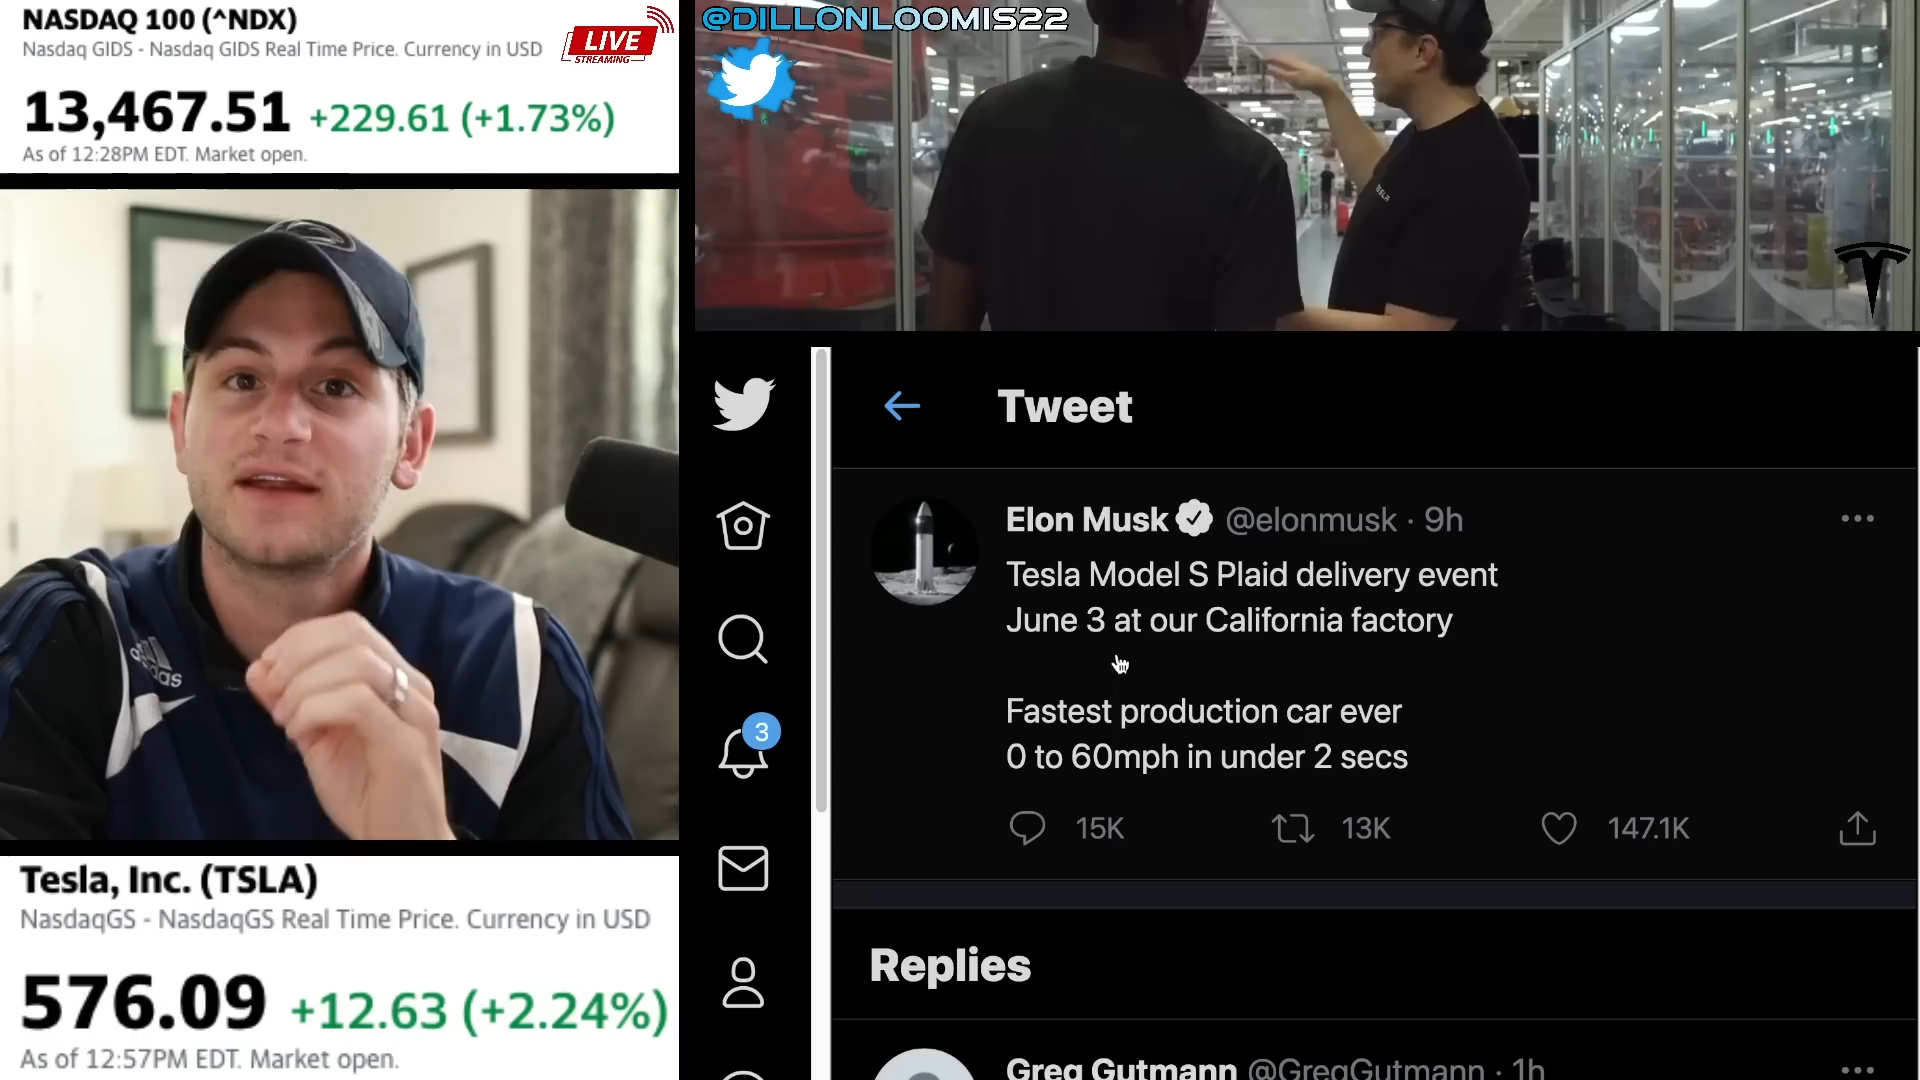 NASDAQ 100 (^NDX)
Nasdaq GIDS - Nasdaq GIDS Real Time Price. Currency in USD
LIVE
STREAMING
13,467.51 +229.61 (+1.73%)
As of 12:28PM EDT. Market open.
adidas
Tesla, Inc. (TSLA)
NasdaqGS - NasdaqGS Real Time Price. Currency in USD
576.09 +12.63 (+2.24%)
As of 12:57PM EDT. Market open.
@DILLONLOOMIS22
TESLA
Tweet
Elon Musk @elonmusk · 9h
Tesla Model S Plaid delivery event
June 3 at our California factory
Fastest production car ever
0 to 60mph in under 2 secs
15K 13K 147.1K
3
Replies
Greg Gutmann @GregGutmann · 1h